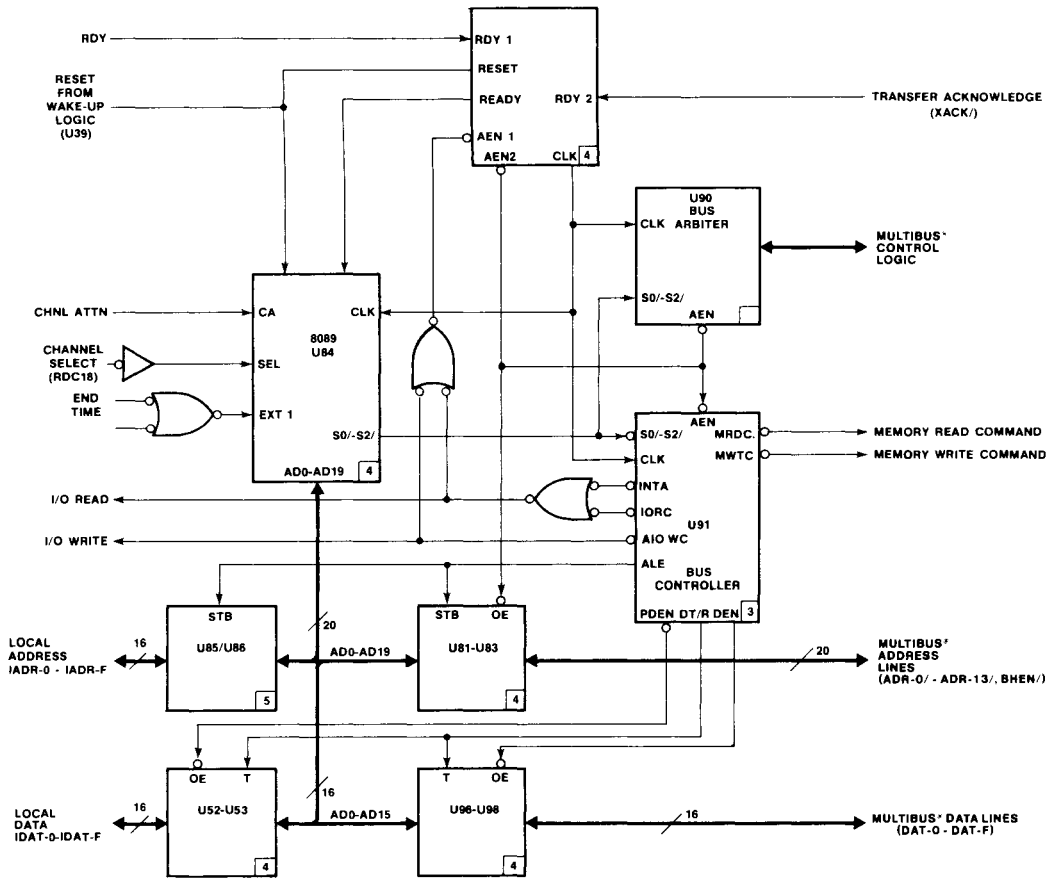 RDY
RDY 1
RESET
RESET
FROM
WAKE-UP
LOGIC
(U39)
READY
RDY 2
TRANSFER ACKNOWLEDGE
(XACK/)
AEN 1
AEN2
CLK
4
U90
BUS
ARBITER
CLK
S0/-S2/
AEN
MULTIBUS*
CONTROL
LOGIC
CHNL ATTN
CA
CLK
8089
U84
CHANNEL
SELECT
(RDC18)
SEL
END
TIME
EXT 1
S0/-S2/
AD0-AD19
4
AEN
S0/-S2/
MRDC.
MEMORY READ COMMAND
CLK
MWTC
MEMORY WRITE COMMAND
INTA
IORC
U91
AIO WC
ALE
BUS
CONTROLLER
PDEN
DT/R
DEN
3
I/O READ
I/O WRITE
STB
U85/U86
5
20
AD0-AD19
STB
OE
U81-U83
4
LOCAL
ADDRESS
IADR-0 - IADR-F
16
20
MULTIBUS*
ADDRESS
LINES
(ADR-0/ - ADR-13/, BHEN/)
OE
T
U52-U53
4
16
AD0-AD15
T
OE
U96-U98
4
LOCAL
DATA
IDAT-0-IDAT-F
16
16
MULTIBUS* DATA LINES
(DAT-0 - DAT-F)